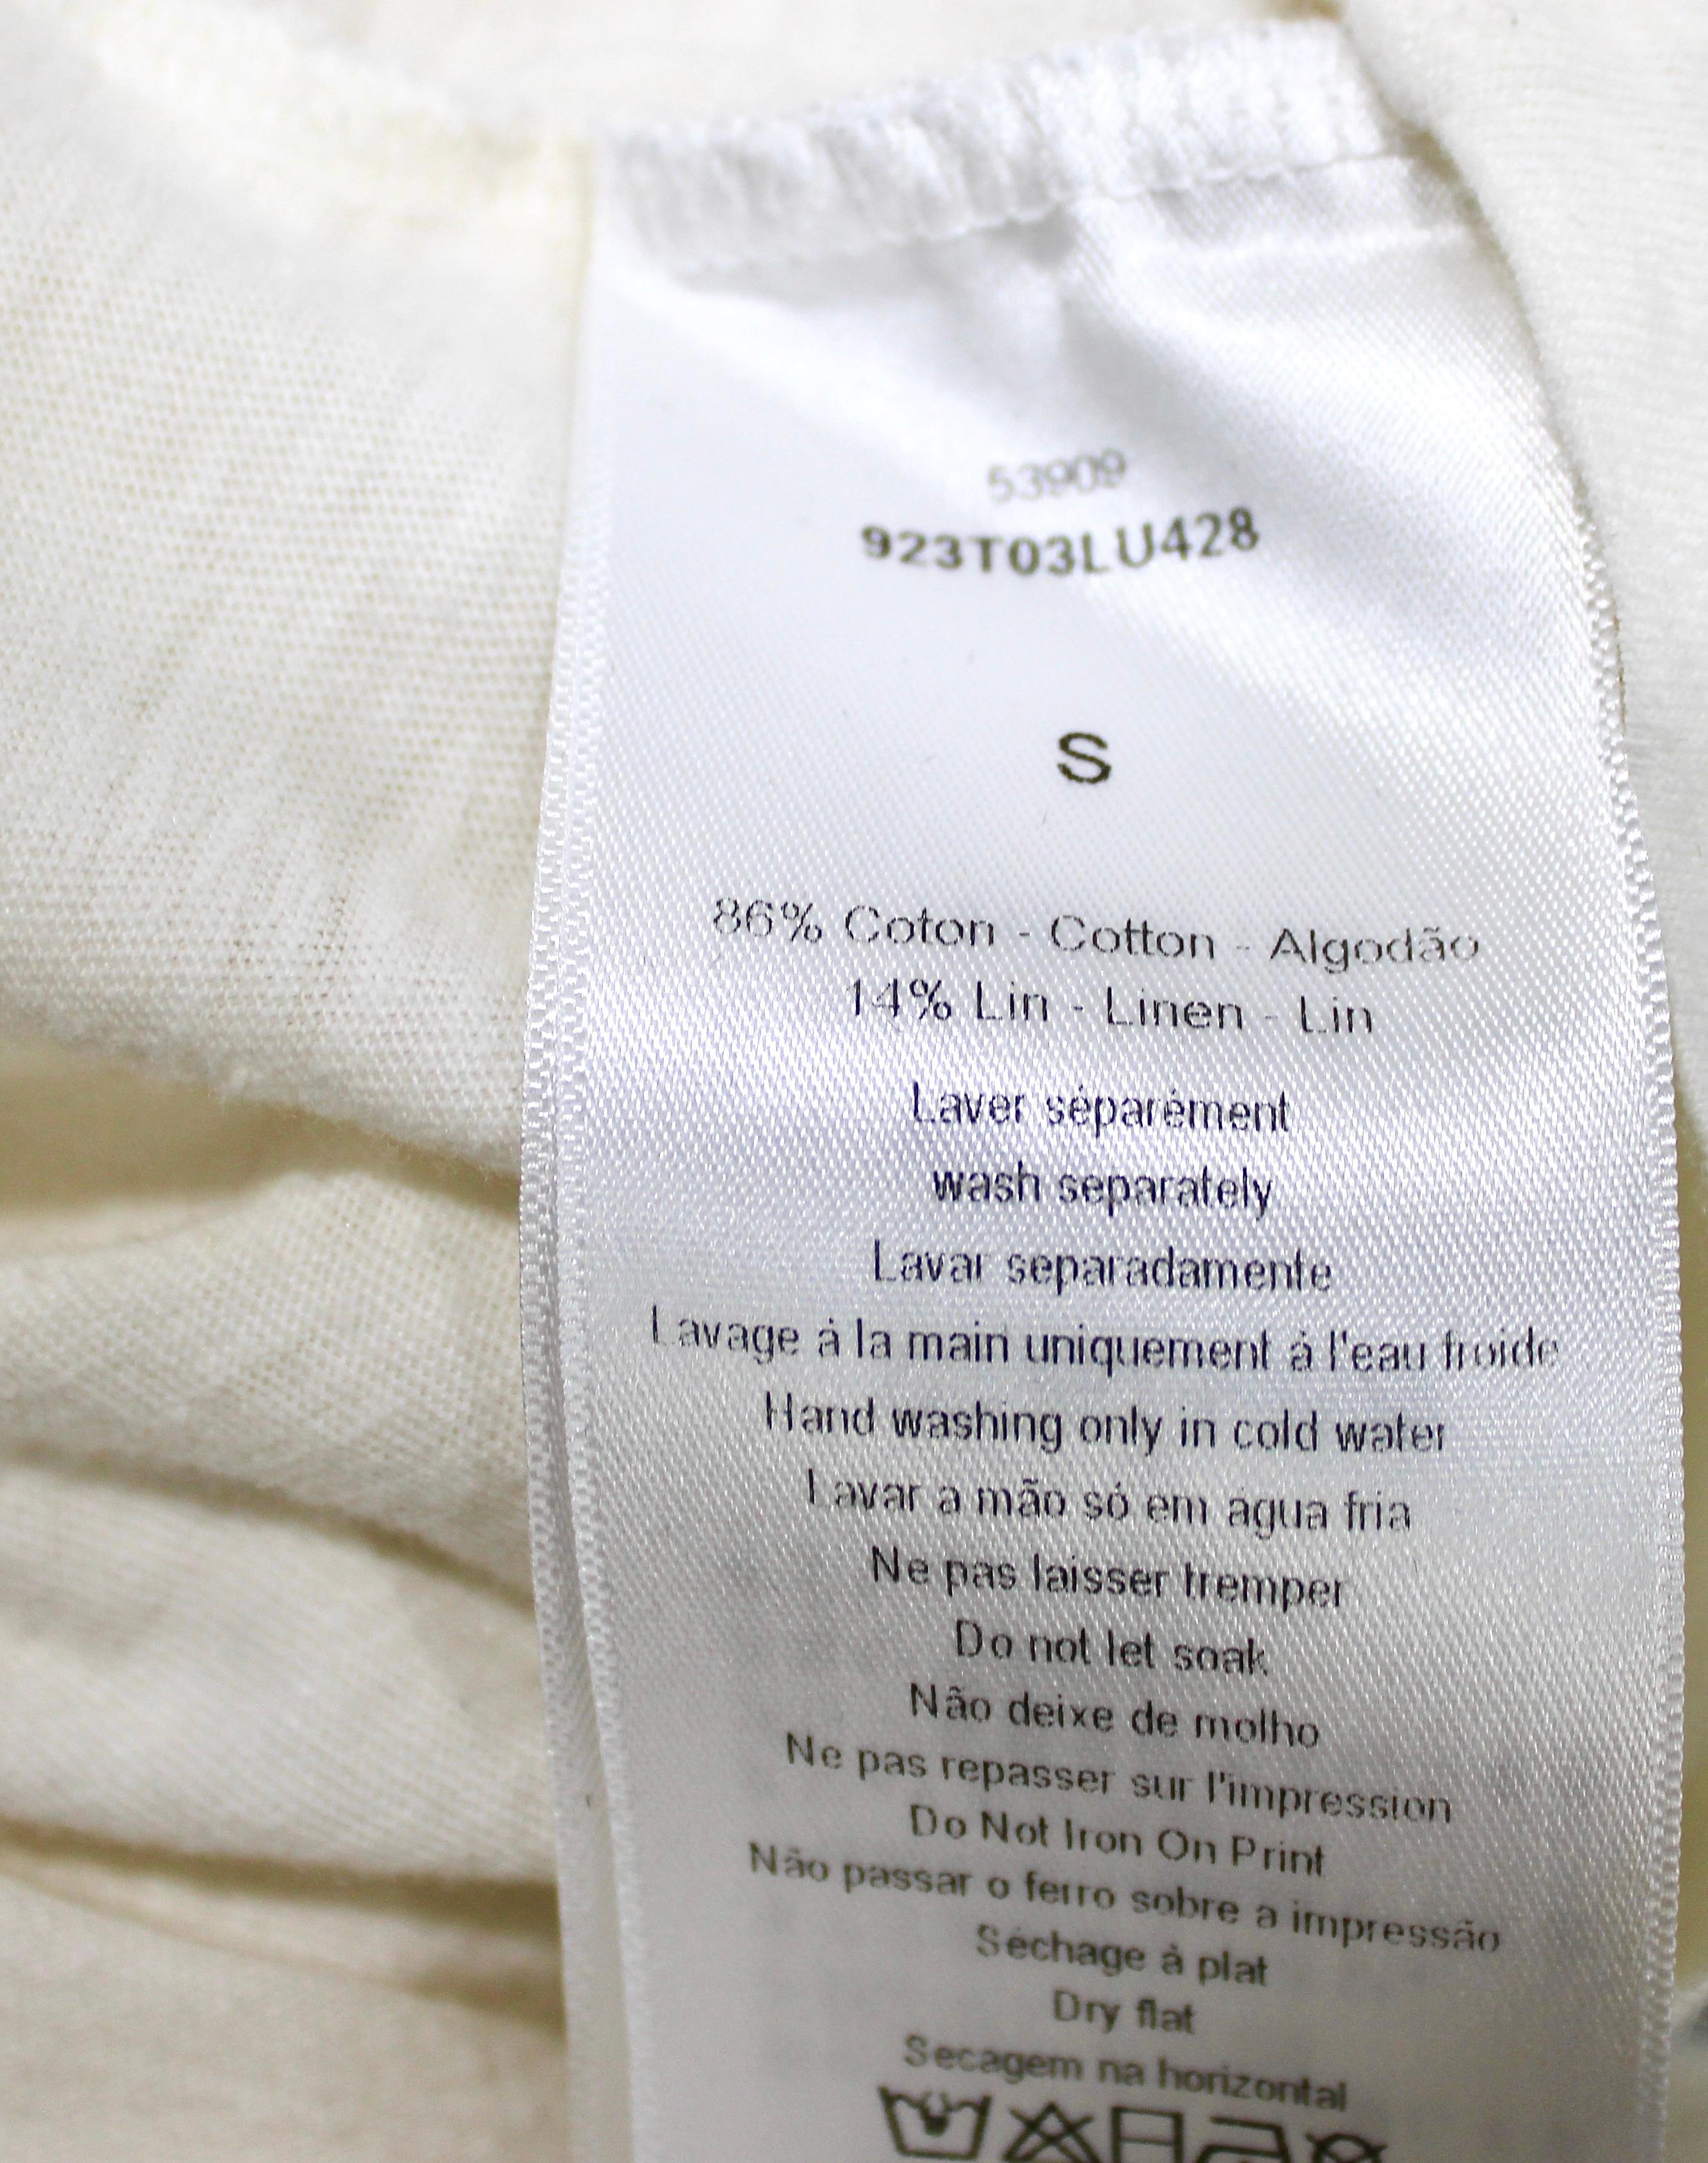 53909
923T03LU428
S
86% Coton - Cotton - Algodão
14% Lin - Linen - Lin
Laver séparément
wash separately
Lavar separadamente
Lavage à la main uniquement à l'eau froide
Hand washing only in cold water
Lavar a mão só em agua fria
Ne pas laisser tremper
Do not let soak
Não deixe de molho
Ne pas repasser sur l'impression
Do Not Iron On Print
Não passar o ferro sobre a impressão
Séchage à plat
Dry flat
Secagem na horizontal